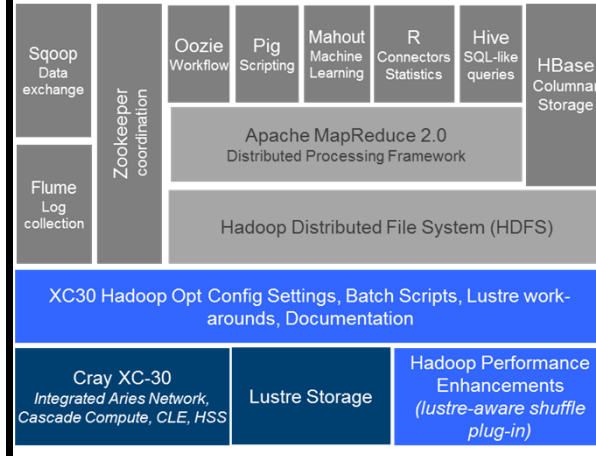 Sqoop
Data
exchange
Zookeeper
coordination
Oozie
Workflow
Pig
Scripting
Mahout
Machine
Learning
R
Connectors
Statistics
Hive
SQL-like
queries
HBase
Columnar
Storage
Apache MapReduce 2.0
Distributed Processing Framework
Flume
Log
collection
Hadoop Distributed File System (HDFS)
XC30 Hadoop Opt Config Settings, Batch Scripts, Lustre work-
arounds, Documentation
Cray XC-30
Integrated Aries Network,
Cascade Compute, CLE, HSS
Lustre Storage
Hadoop Performance
Enhancements
(lustre-aware shuffle
plug-in)